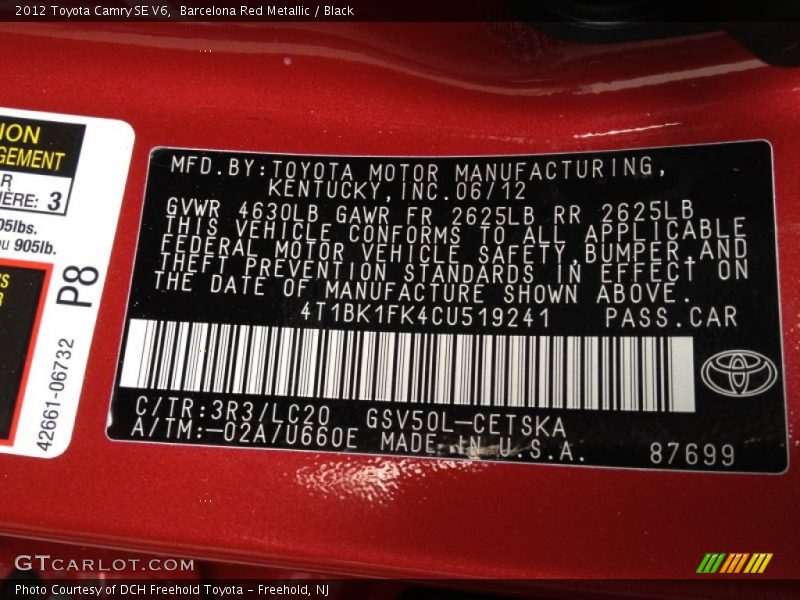 2012 Toyota Camry SE V6, Barcelona Red Metallic / Black
ION
GEMENT
R
HERE: 3
05lbs.
ou 905lb.
P8
42661-06732
MFD.BY:TOYOTA MOTOR MANUFACTURING,
KENTUCKY,INC.06/12
GVWR 4630LB GAWR FR 2625LB RR 2625LB
THIS VEHICLE CONFORMS TO ALL APPLICABLE
FEDERAL MOTOR VEHICLE SAFETY,BUMPER,AND
THEFT PREVENTION STANDARDS IN EFFECT ON
THE DATE OF MANUFACTURE SHOWN ABOVE.
4T1BK1FK4CU519241 PASS.CAR
C/TR:3R3/LC20 GSV50L-CETSKA
A/TM:-02A/U660E MADE IN U.S.A.
87699
GTCARLOT.COM
Photo Courtesy of DCH Freehold Toyota - Freehold, NJ